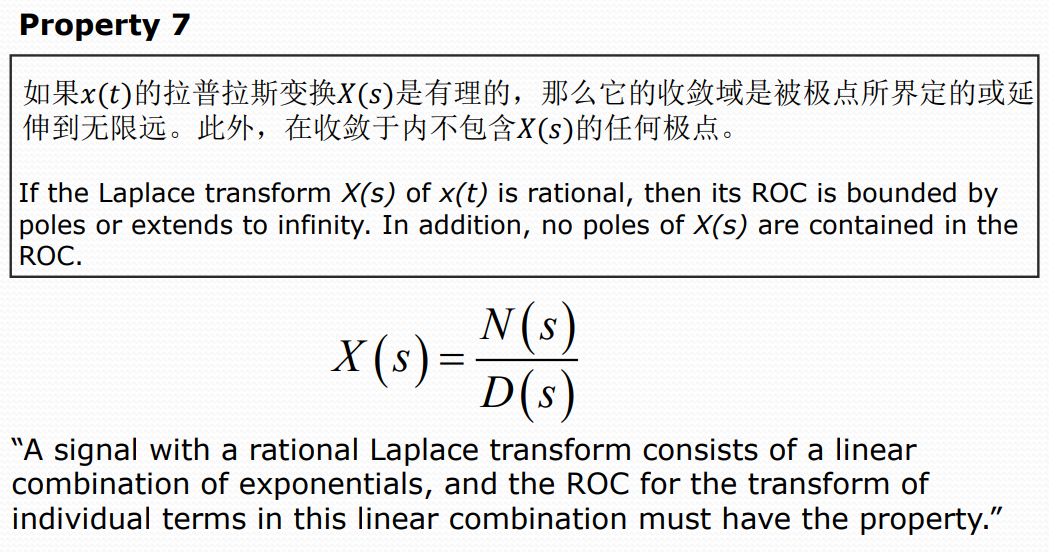 Property 7
如果x(t)的拉普拉斯变换X(s)是有理的，那么它的收敛域是被极点所界定的或延
伸到无限远。此外，在收敛于内不包含X(s)的任何极点。
If the Laplace transform X(s) of x(t) is rational, then its ROC is bounded by
poles or extends to infinity. In addition, no poles of X(s) are contained in the
ROC.
X(s) = N(s) / D(s)
“A signal with a rational Laplace transform consists of a linear
combination of exponentials, and the ROC for the transform of
individual terms in this linear combination must have the property.”